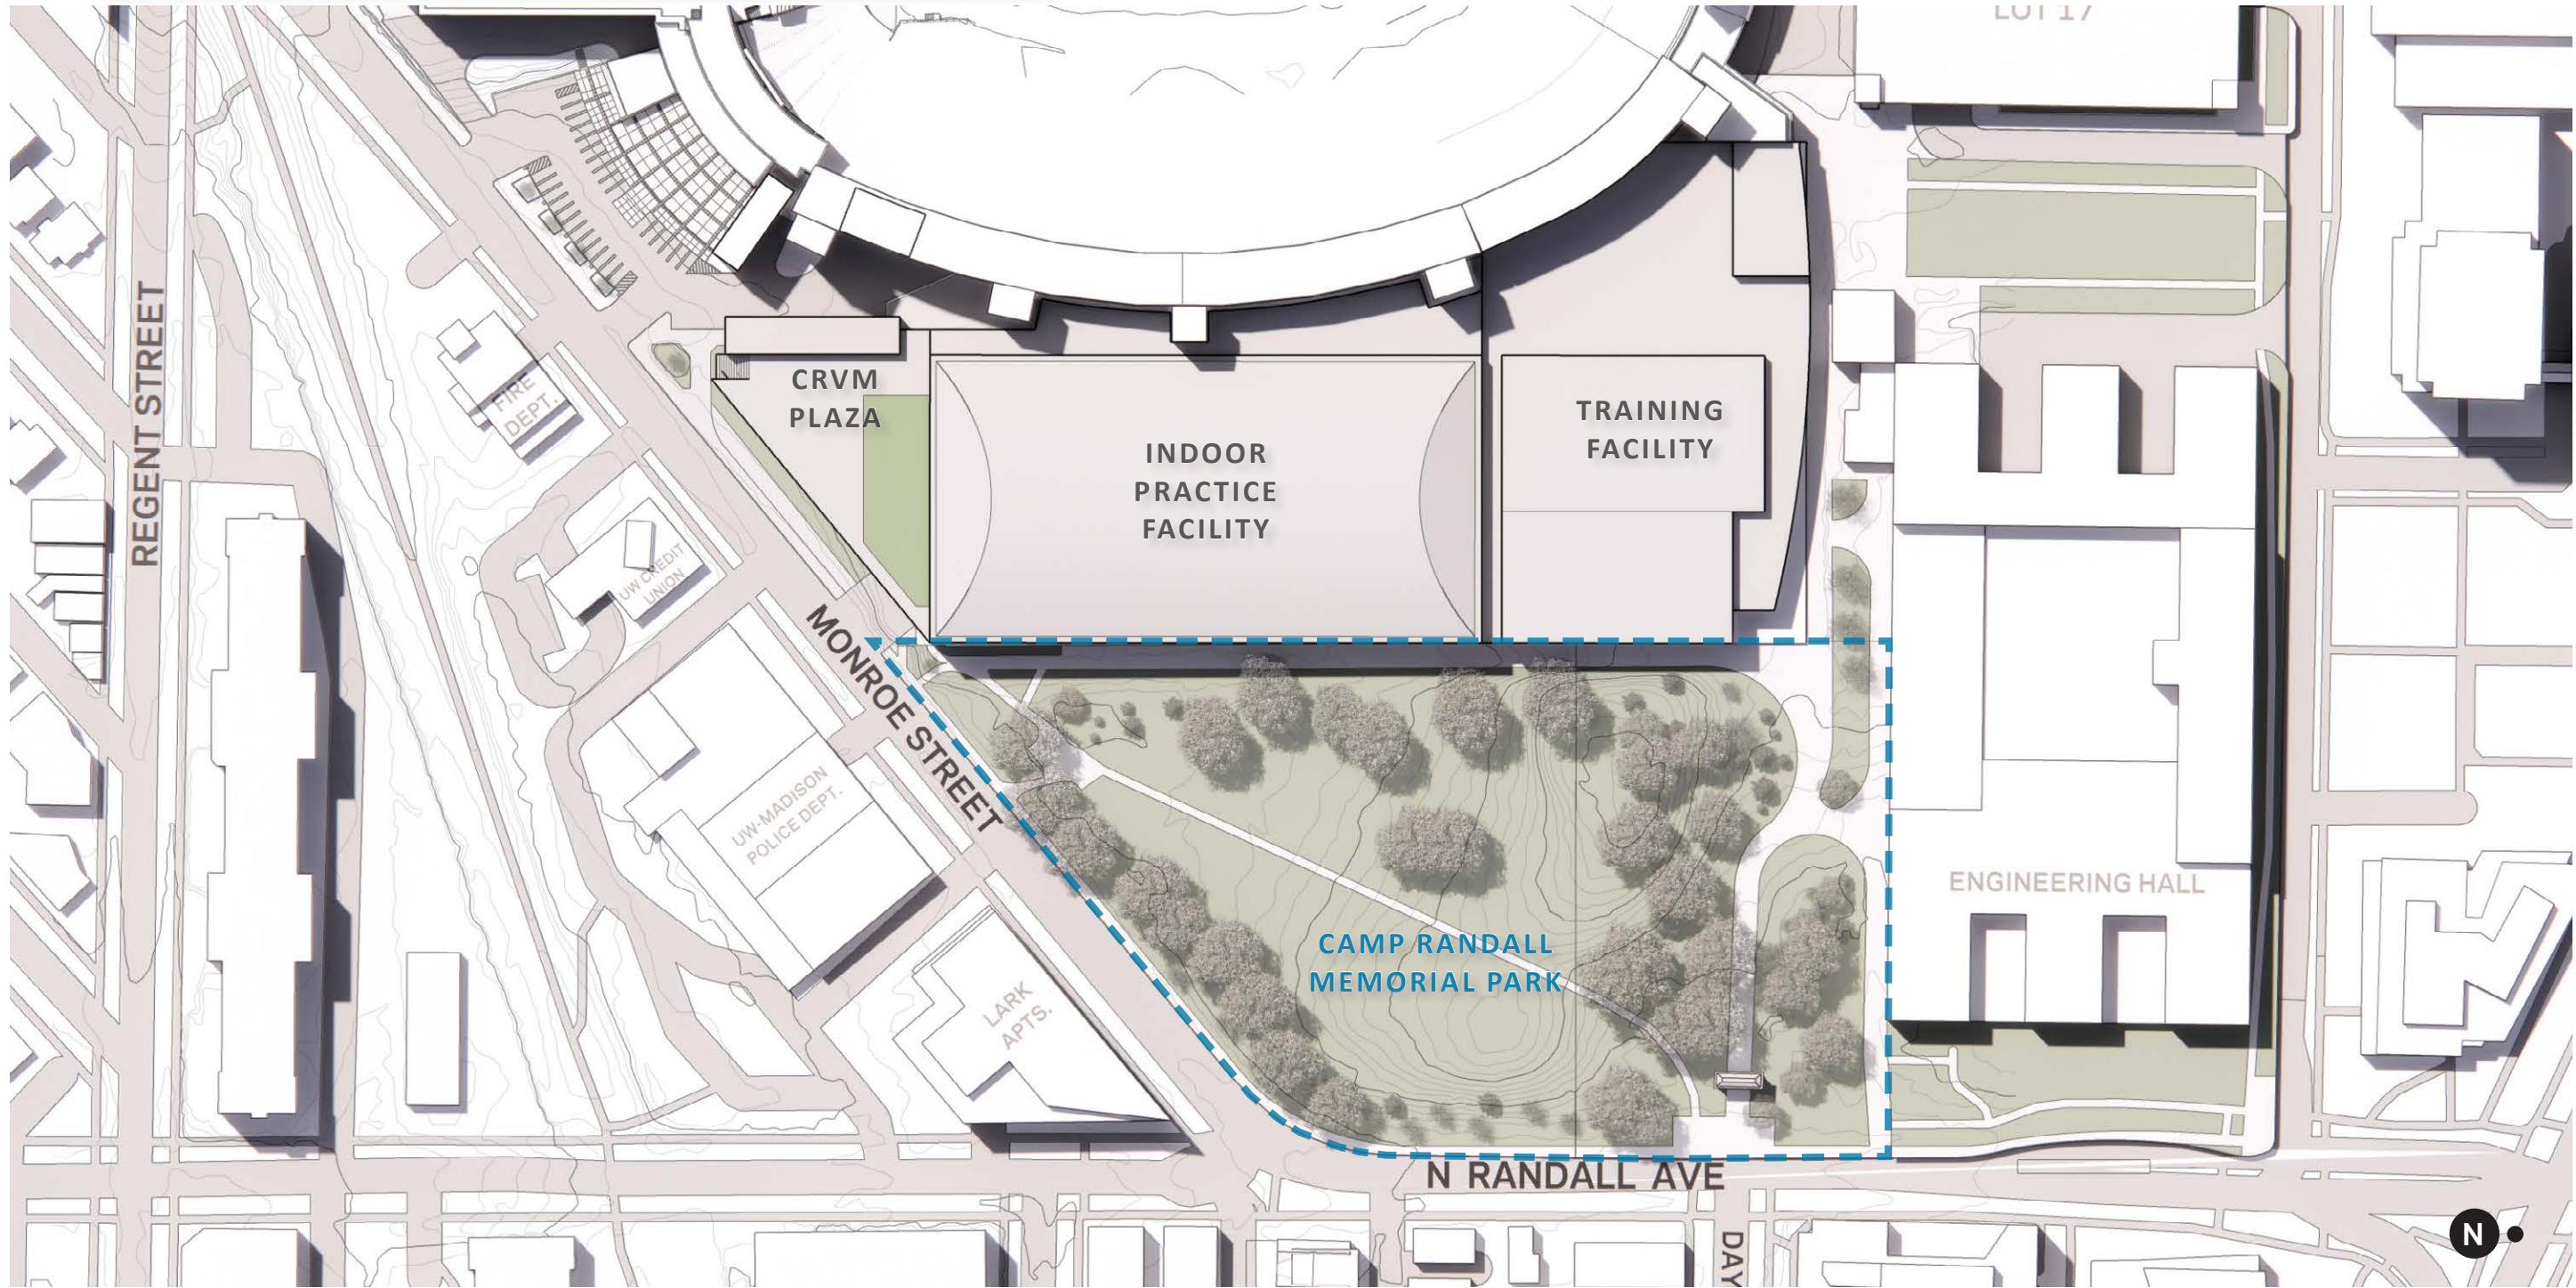 LOT 17
REGENT STREET
FIRE
DEPT.
CRVM
PLAZA
INDOOR
PRACTICE
FACILITY
TRAINING
FACILITY
UW CREDIT
UNION
MONROE STREET
UW-MADISON
POLICE DEPT.
LARK
APTS.
CAMP RANDALL
MEMORIAL PARK
ENGINEERING HALL
N RANDALL AVE
DAY
N